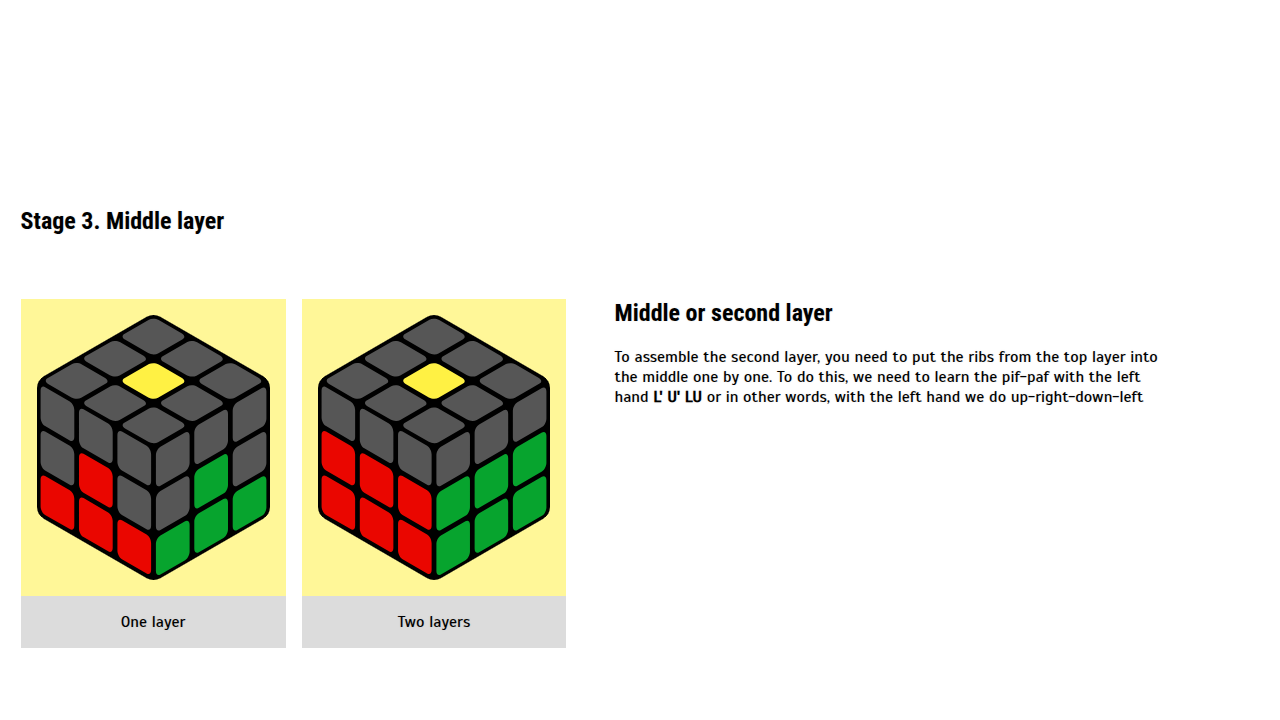 Stage 3. Middle layer
Middle or second layer
To assemble the second layer, you need to put the ribs from the top layer into
the middle one by one. To do this, we need to learn the pif-paf with the left
hand L' U' LU or in other words, with the left hand we do up-right-down-left
One layer
Two layers